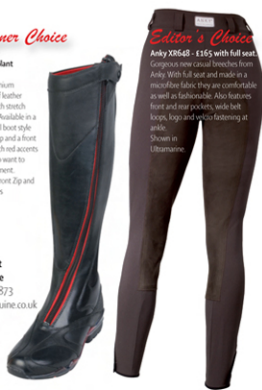 ner Choice
lant
nium
f leather
th stretch
Available in a
l boot style
p and a front
th red accents
want to
ment.
ront Zip and
s
t
e
873
uine.co.uk
Editor's Choice
Anky XR648 - £165 with full seat.
Gorgeous new casual breeches from
Anky. With full seat and made in a
microfibre fabric they are comfortable
as well as fashionable. Also features
front and rear pockets, wide belt
loops, logo and velcro fastening at
ankle.
Shown in
Ultramarine.